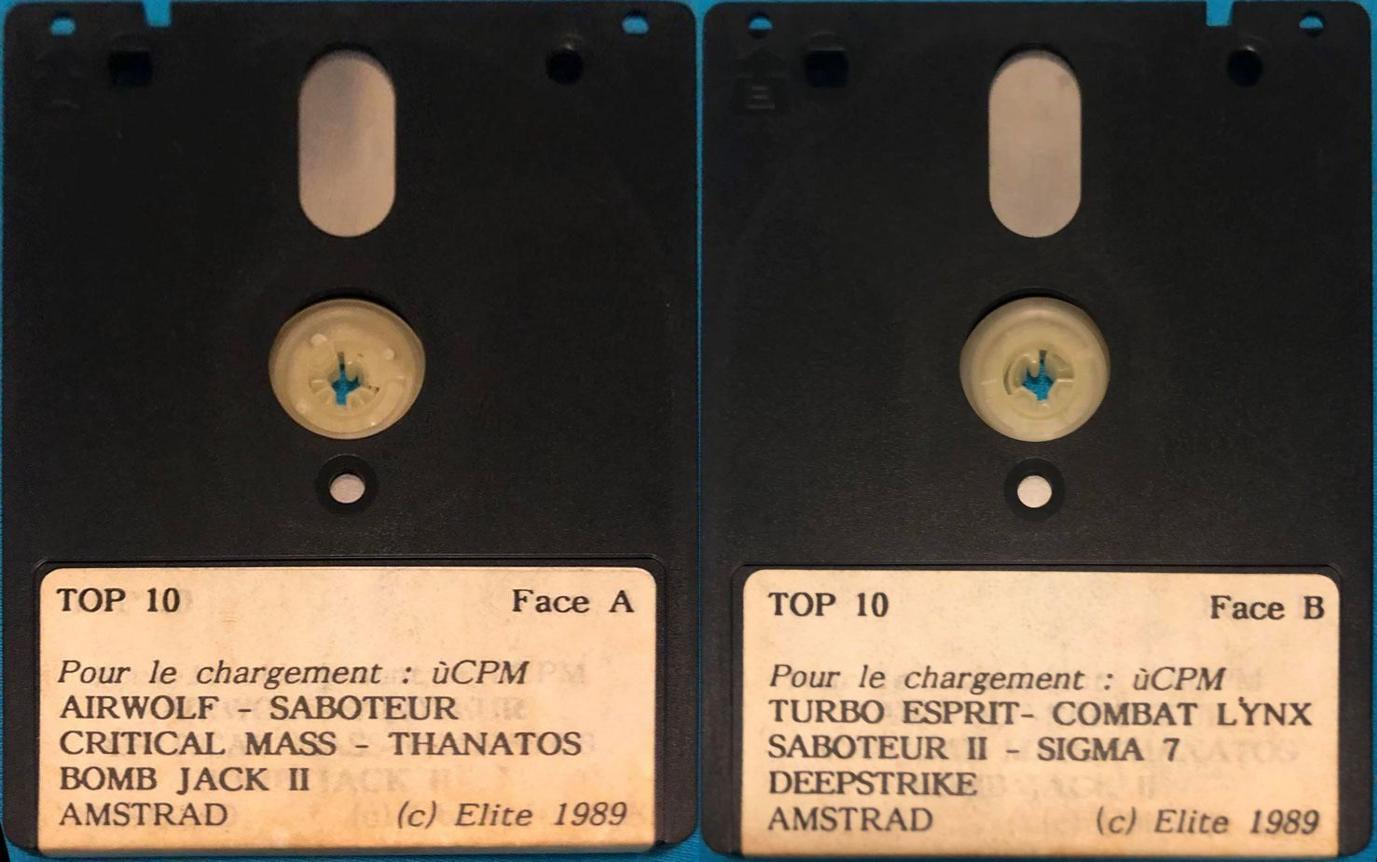 TOP 10 Face A
Pour le chargement : ùCPM
AIRWOLF - SABOTEUR
CRITICAL MASS - THANATOS
BOMB JACK II
AMSTRAD (c) Elite 1989
B
TOP 10 Face B
Pour le chargement : ùCPM
TURBO ESPRIT- COMBAT LYNX
SABOTEUR II - SIGMA 7
DEEPSTRIKE
AMSTRAD (c) Elite 1989